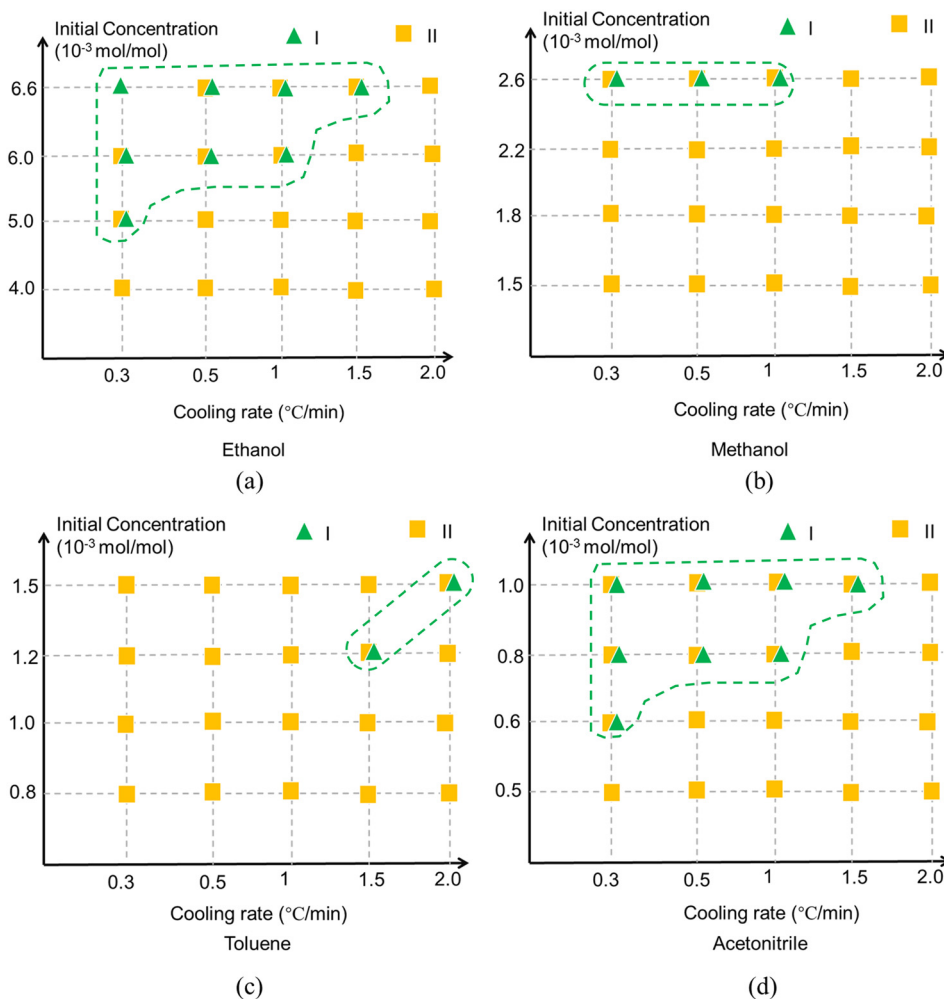 Initial Concentration
(10-3 mol/mol)
I
II
6.6
6.0
5.0
4.0
0.3
0.5
1
1.5
2.0
Cooling rate (°C/min)
Ethanol
(a)
Initial Concentration
(10-3 mol/mol)
I
II
2.6
2.2
1.8
1.5
0.3
0.5
1
1.5
2.0
Cooling rate (°C/min)
Methanol
(b)
Initial Concentration
(10-3 mol/mol)
I
II
1.5
1.2
1.0
0.8
0.3
0.5
1
1.5
2.0
Cooling rate (°C/min)
Toluene
(c)
Initial Concentration
(10-3 mol/mol)
I
II
1.0
0.8
0.6
0.5
0.3
0.5
1
1.5
2.0
Cooling rate (°C/min)
Acetonitrile
(d)